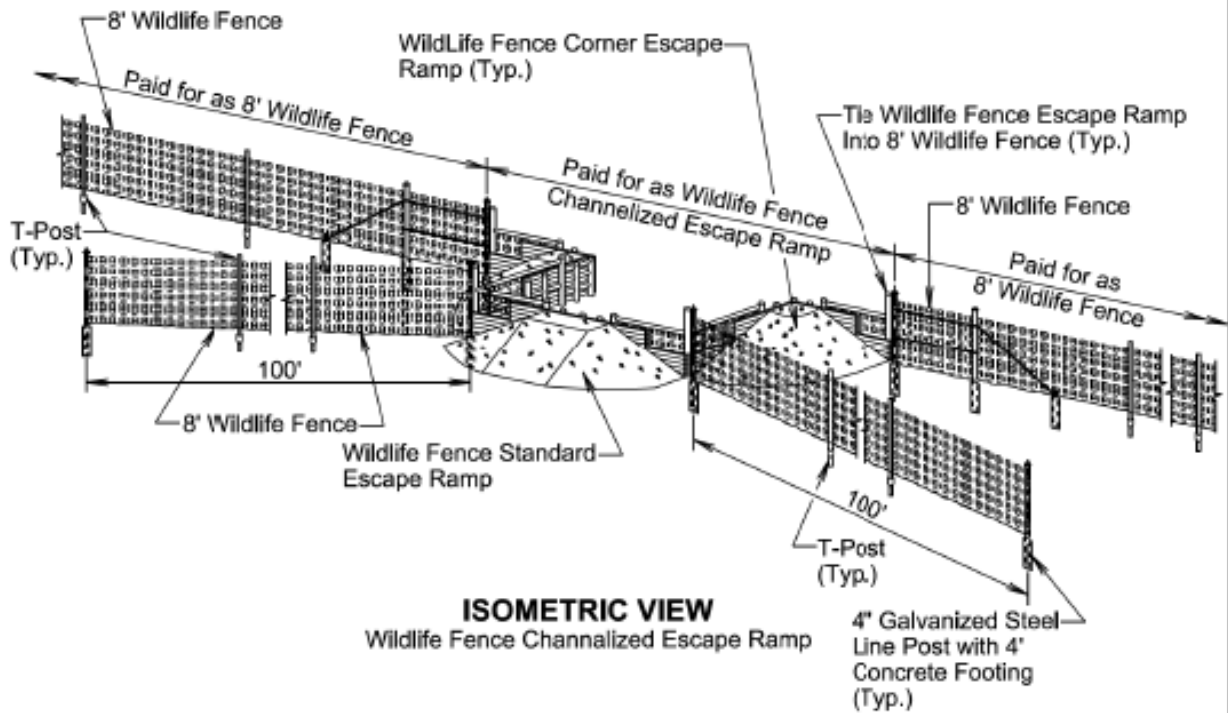 8' Wildlife Fence
WildLife Fence Corner Escape
Ramp (Typ.)
Paid for as 8' Wildlife Fence
Tie Wildlife Fence Escape Ramp
Into 8' Wildlife Fence (Typ.)
Paid for as Wildlife Fence
Channelized Escape Ramp
8' Wildlife Fence
T-Post
(Typ.)
Paid for as
8' Wildlife Fence
100'
8' Wildlife Fence
Wildlife Fence Standard
Escape Ramp
100'
T-Post
(Typ.)
ISOMETRIC VIEW
Wildlife Fence Channalized Escape Ramp
4" Galvanized Steel
Line Post with 4'
Concrete Footing
(Typ.)